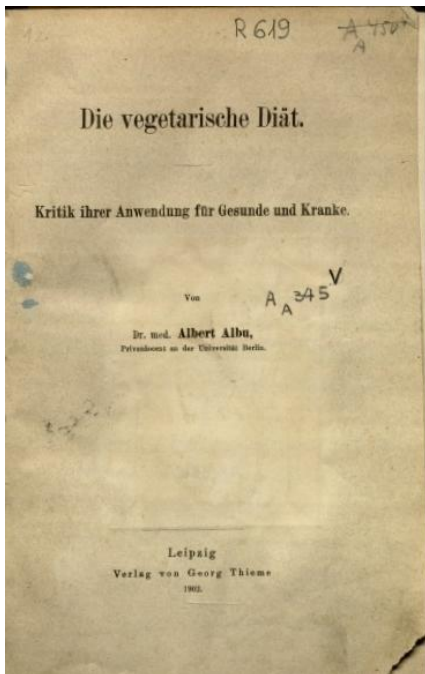 R 619
Die vegetarische Diät.
Kritik ihrer Anwendung für Gesunde und Kranke.
Von
A A 345 V
Dr. med. Albert Albu,
Privatdocent an der Universität Berlin.
Leipzig
Verlag von Georg Thieme
1902.